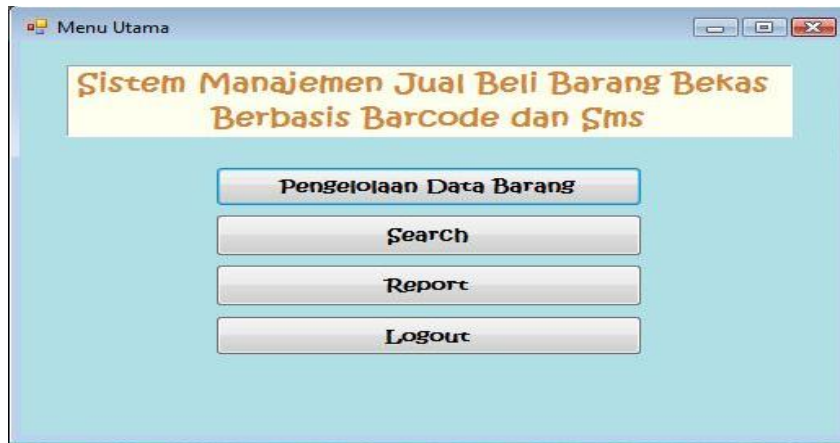 Menu Utama
Sistem Manajemen Jual Beli Barang Bekas
Berbasis Barcode dan Sms
Pengelolaan Data Barang
Search
Report
Logout